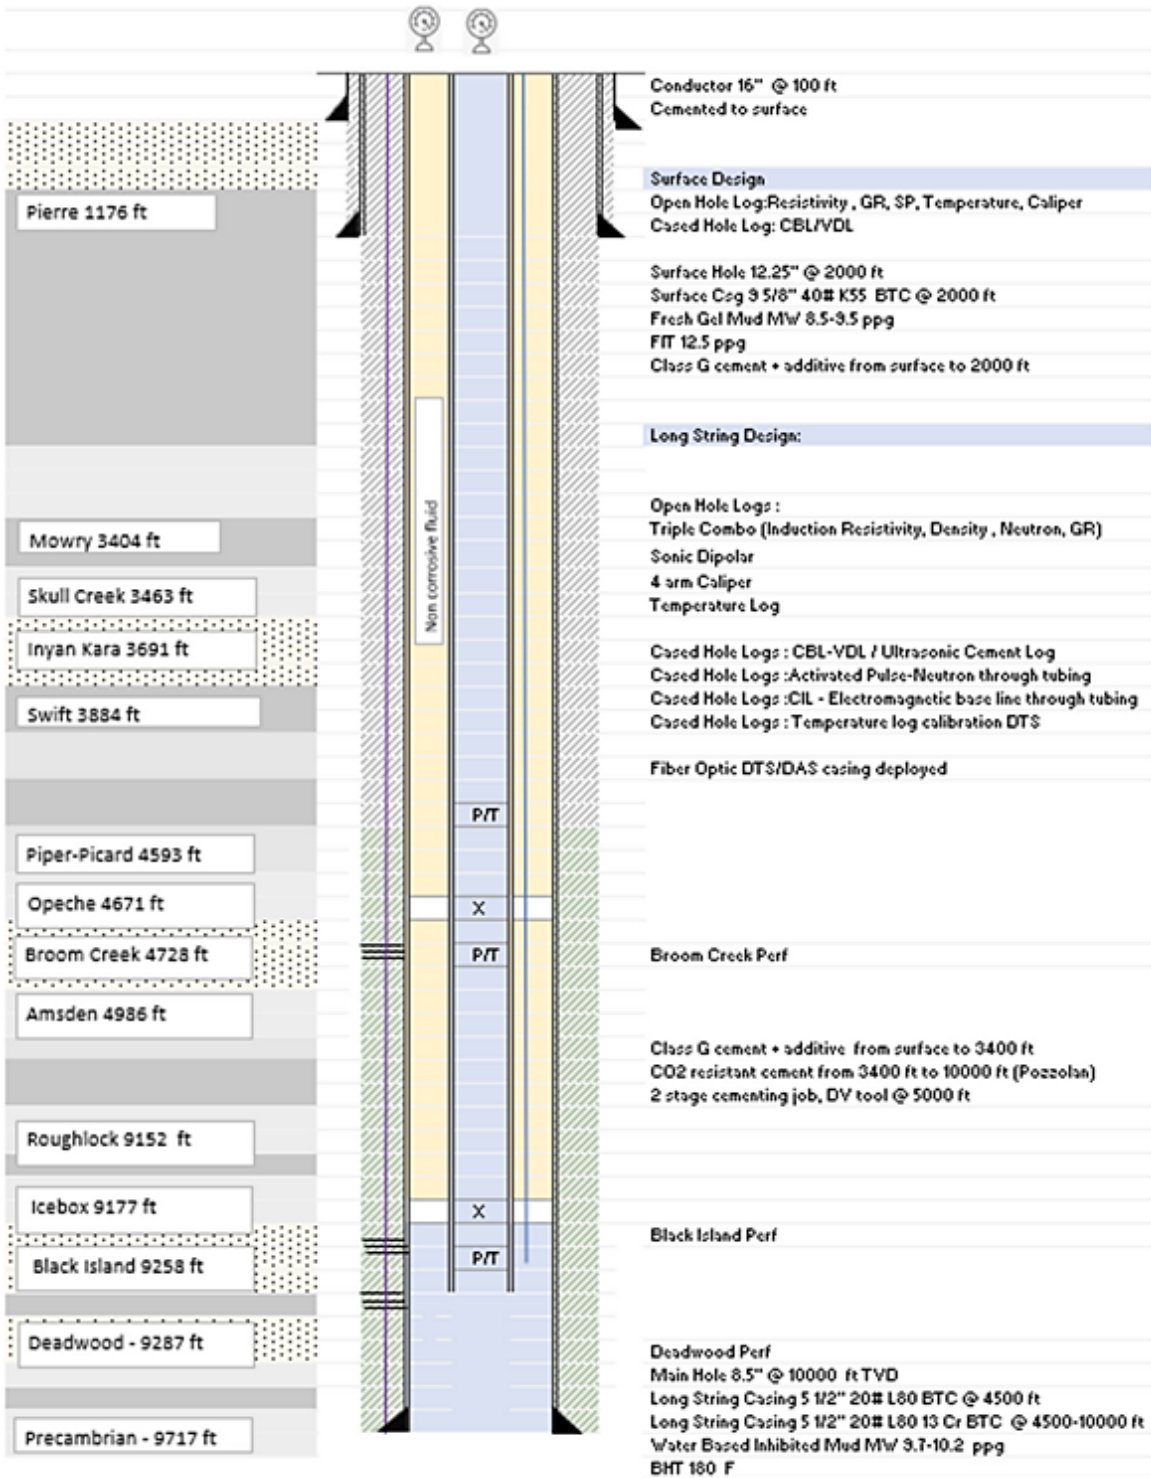 Conductor 16" @ 100 ft
Cemented to surface
Surface Design
Open Hole Log:Resistivity , GR, SP, Temperature, Caliper
Cased Hole Log: CBL/VDL
Surface Hole 12.25" @ 2000 ft
Surface Csg 9 5/8" 40# K55 BTC @ 2000 ft
Fresh Gel Mud MW 8.5-9.5 ppg
FIT 12.5 ppg
Class G cement + additive from surface to 2000 ft
Long String Design:
Open Hole Logs :
Triple Combo (Induction Resistivity, Density , Neutron, GR)
Sonic Dipolar
4 arm Caliper
Temperature Log
Cased Hole Logs : CBL-VDL / Ultrasonic Cement Log
Cased Hole Logs :Activated Pulse-Neutron through tubing
Cased Hole Logs :CIL - Electromagnetic base line through tubing
Cased Hole Logs : Temperature log calibration DTS
Fiber Optic DTS/DAS casing deployed
Broom Creek Perf
Class G cement + additive from surface to 3400 ft
CO2 resistant cement from 3400 ft to 10000 ft (Pozzolan)
2 stage cementing job, DV tool @ 5000 ft
Black Island Perf
Deadwood Perf
Main Hole 8.5" @ 10000 ft TVD
Long String Casing 5 1/2" 20# L80 BTC @ 4500 ft
Long String Casing 5 1/2" 20# L80 13 Cr BTC @ 4500-10000 ft
Water Based Inhibited Mud MW 9.7-10.2 ppg
BHT 180 F
Pierre 1176 ft
Mowry 3404 ft
Skull Creek 3463 ft
Inyan Kara 3691 ft
Swift 3884 ft
Piper-Picard 4593 ft
Opeche 4671 ft
Broom Creek 4728 ft
Amsden 4986 ft
Roughlock 9152 ft
Icebox 9177 ft
Black Island 9258 ft
Deadwood - 9287 ft
Precambrian - 9717 ft
Non corrosive fluid
P/T
X
P/T
X
P/T